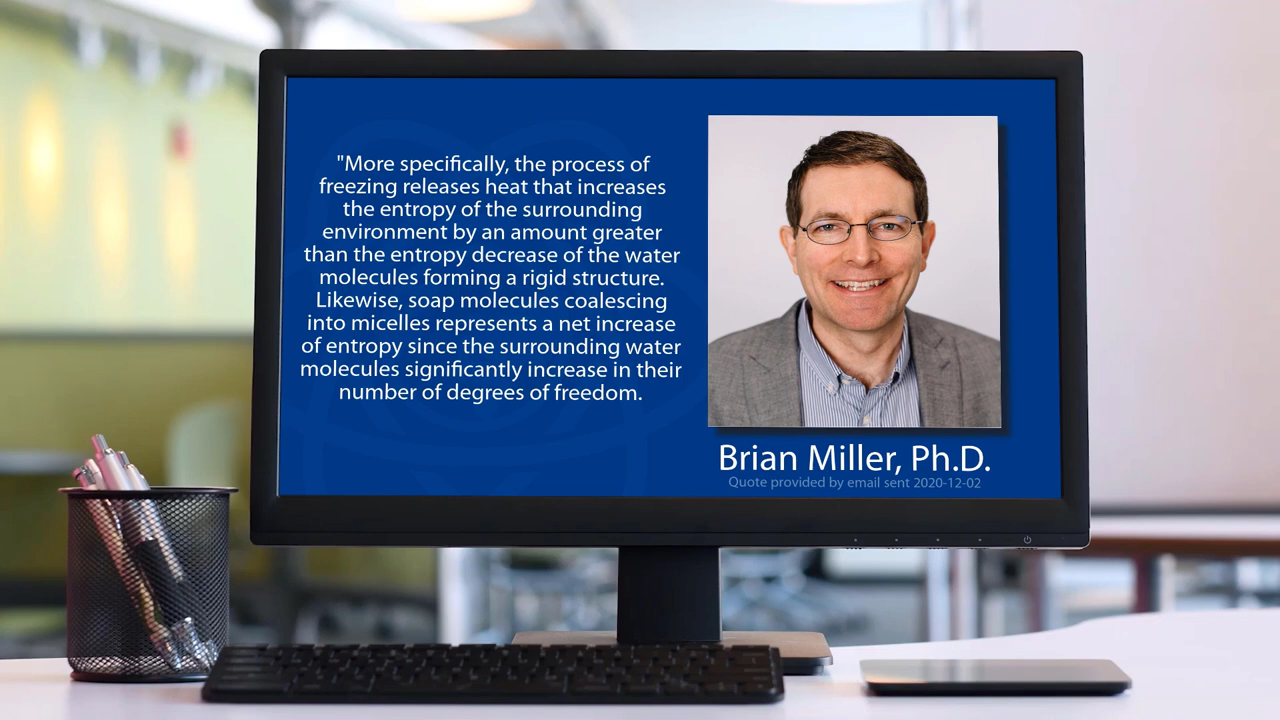 "More specifically, the process of
freezing releases heat that increases
the entropy of the surrounding
environment by an amount greater
than the entropy decrease of the water
molecules forming a rigid structure.
Likewise, soap molecules coalescing
into micelles represents a net increase
of entropy since the surrounding water
molecules significantly increase in their
number of degrees of freedom.
Brian Miller, Ph.D.
Quote provided by email sent 2020-12-02